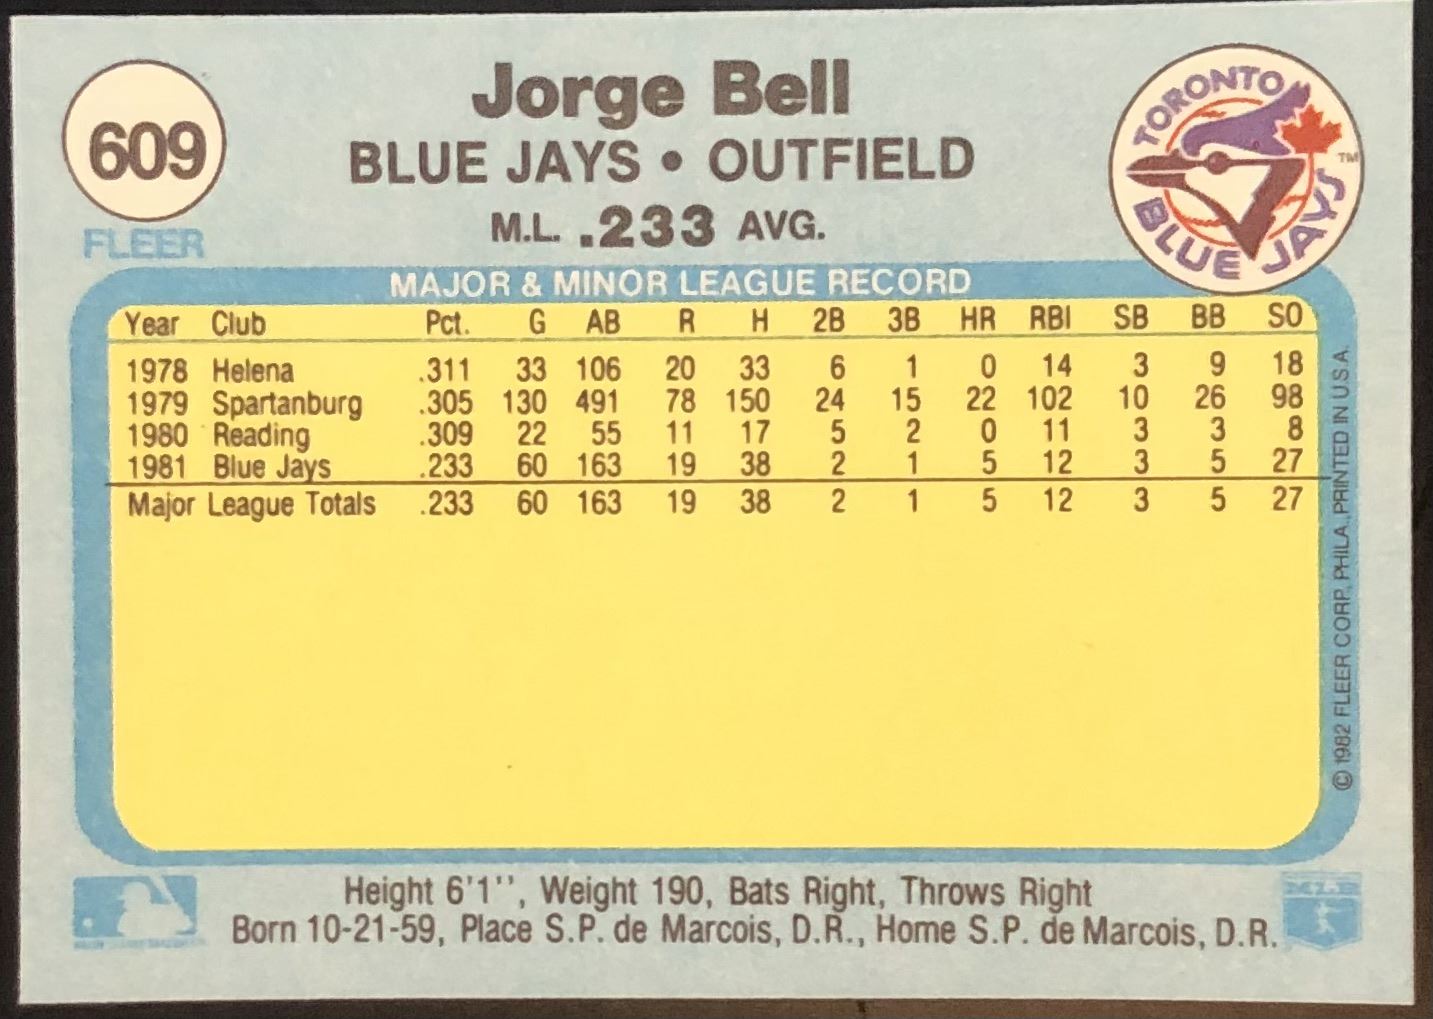 609
FLEER
Jorge Bell
BLUE JAYS • OUTFIELD
M.L. .233 AVG.
TORONTO
BLUE JAYS
TM
MAJOR & MINOR LEAGUE RECORD
Year Club Pct. G AB R H 2B 3B HR RBI SB BB SO
1978 Helena .311 33 106 20 33 6 1 0 14 3 9 18
1979 Spartanburg .305 130 491 78 150 24 15 22 102 10 26 98
1980 Reading .309 22 55 11 17 5 2 0 11 3 3 8
1981 Blue Jays .233 60 163 19 38 2 1 5 12 3 5 27
Major League Totals .233 60 163 19 38 2 1 5 12 3 5 27
© 1982 FLEER CORP., PHILA., PRINTED IN U.S.A.
Height 6'1'', Weight 190, Bats Right, Throws Right
Born 10-21-59, Place S.P. de Marcois, D.R., Home S.P. de Marcois, D.R.